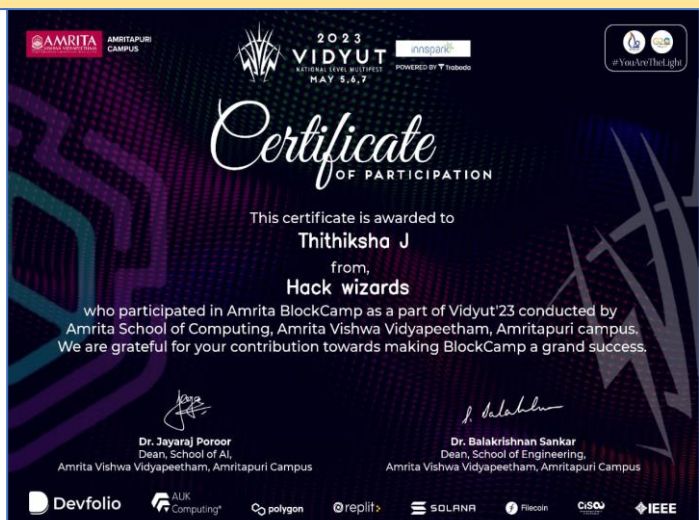 AMRITA
VISHWA VIDYAPEETHAM
AMRITAPURI
CAMPUS
2023
VIDYUT
NATIONAL LEVEL MULTIFEST
MAY 5,6,7
innspark
POWERED BY Traboda
#YouAreTheLight
Certificate
OF PARTICIPATION
This certificate is awarded to
Thithiksha J
from,
Hack wizards
who participated in Amrita BlockCamp as a part of Vidyut'23 conducted by
Amrita School of Computing, Amrita Vishwa Vidyapeetham, Amritapuri campus.
We are grateful for your contribution towards making BlockCamp a grand success.
Dr. Jayaraj Poroor
Dean, School of AI,
Amrita Vishwa Vidyapeetham, Amritapuri Campus
Dr. Balakrishnan Sankar
Dean, School of Engineering,
Amrita Vishwa Vidyapeetham, Amritapuri Campus
Devfolio
AUK
Computing
polygon
replit
SOLANA
Filecoin
IEEE